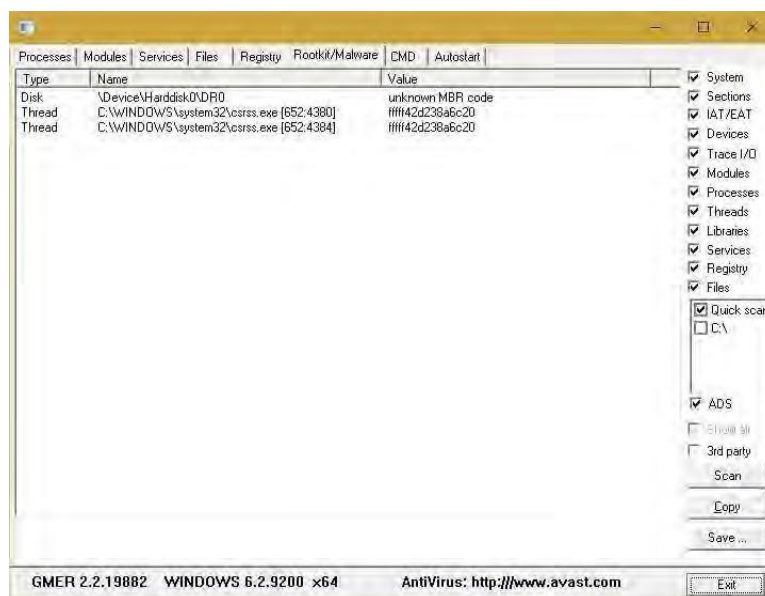 Processes Modules Services Files Registry Rootkit/Malware CMD Autostart
Type Name Value
Disk \Device\Harddisk0\DR0 unknown MBR code
Thread C:\WINDOWS\system32\csrss.exe [652:4380] fffff42d238a6c20
Thread C:\WINDOWS\system32\csrss.exe [652:4384] fffff42d238a6c20
System
Sections
IAT/EAT
Devices
Trace I/O
Modules
Processes
Threads
Libraries
Services
Registry
Files
Quick scan
C:\
ADS
Show all
3rd party
Scan
Copy
Save ...
GMER 2.2.19882 WINDOWS 6.2.9200 x64 AntiVirus: http:///www.avast.com
Exit